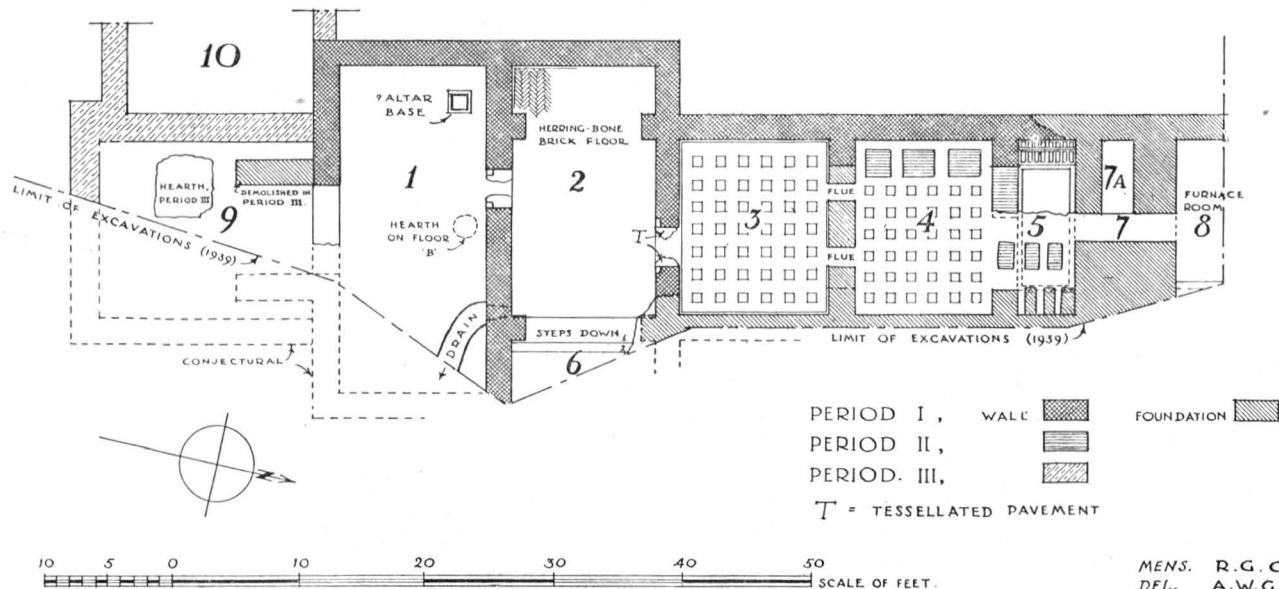 10
? ALTAR
BASE
HERRING-BONE
BRICK FLOOR
1
2
3
FLUE
FLUE
4
5
7A
7
FURNACE
ROOM
8
HEARTH,
PERIOD III
DEMOLISHED IN
PERIOD III.
9
LIMIT OF EXCAVATIONS (1939)
HEARTH
ON FLOOR
'B'
T
DRAIN
STEPS DOWN 1
2
6
LIMIT OF EXCAVATIONS (1939)
CONJECTURAL
N
PERIOD I, WALL FOUNDATION
PERIOD II,
PERIOD. III,
T = TESSELLATED PAVEMENT
10 5 0 10 20 30 40 50 SCALE OF FEET.
MENS. R.G.C
DEL. A.W.G.